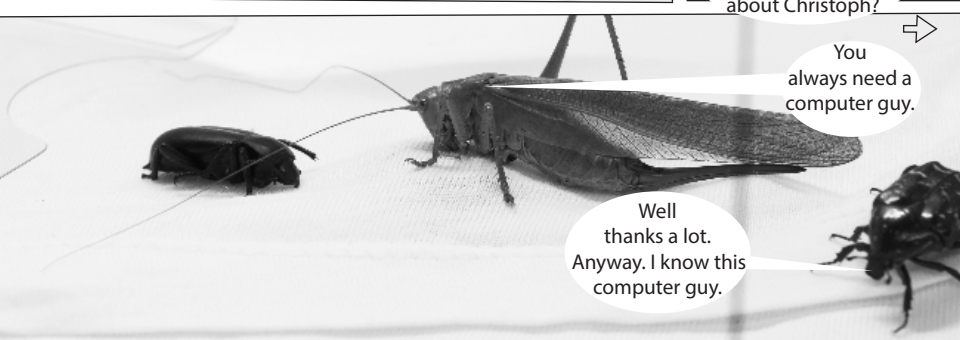 about Christoph?
You
always need a
computer guy.
Well
thanks a lot.
Anyway. I know this
computer guy.